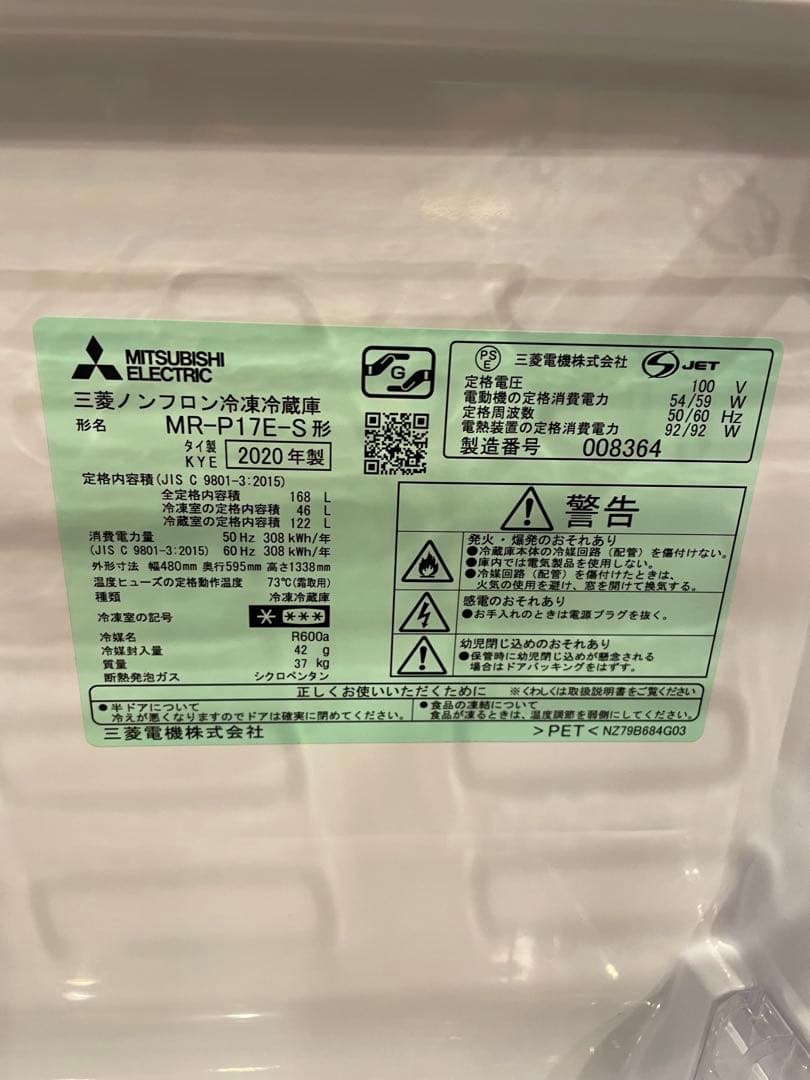 MITSUBISHI
ELECTRIC
三菱ノンフロン冷凍冷蔵庫
形名 MR-P17E-S形
タイ製
KYE 2020年製
定格内容積(JIS C 9801-3:2015)
全定格内容積 168 L
冷凍室の定格内容積 46 L
冷蔵室の定格内容積 122 L
消費電力量 50Hz 308kWh/年
(JIS C 9801-3:2015) 60Hz 308kWh/年
外形寸法 幅480mm 奥行595mm 高さ1338mm
温度ヒューズの定格動作温度 73℃(霜取用)
種類 冷凍冷蔵庫
冷凍室の記号
冷媒名 R600a
冷媒封入量 42 g
質量 37 kg
断熱発泡ガス シクロペンタン
G
PSE 三菱電機株式会社 S JET
定格電圧 100 V
電動機の定格消費電力 54/59 W
定格周波数 50/60 Hz
電熱装置の定格消費電力 92/92 W
製造番号 008364
警告
発火・爆発のおそれあり
●冷蔵庫本体の冷媒回路(配管)を傷付けない。
●庫内では電気製品を使用しない。
●冷媒回路(配管)を傷付けたときは、
火気の使用を避け、窓を開けて換気する。
感電のおそれあり
●お手入れのときは電源プラグを抜く。
幼児閉じ込めのおそれあり
●保管時に幼児閉じ込めが懸念される
場合はドアパッキングをはずす。
正しくお使いいただくために ※くわしくは取扱説明書をご覧ください
●半ドアについて
冷えが悪くなりますのでドアは確実に閉めてください。
●食品の凍結について
食品が凍るときは、温度調節を弱側にしてください。
三菱電機株式会社 >PET< NZ79B684G03